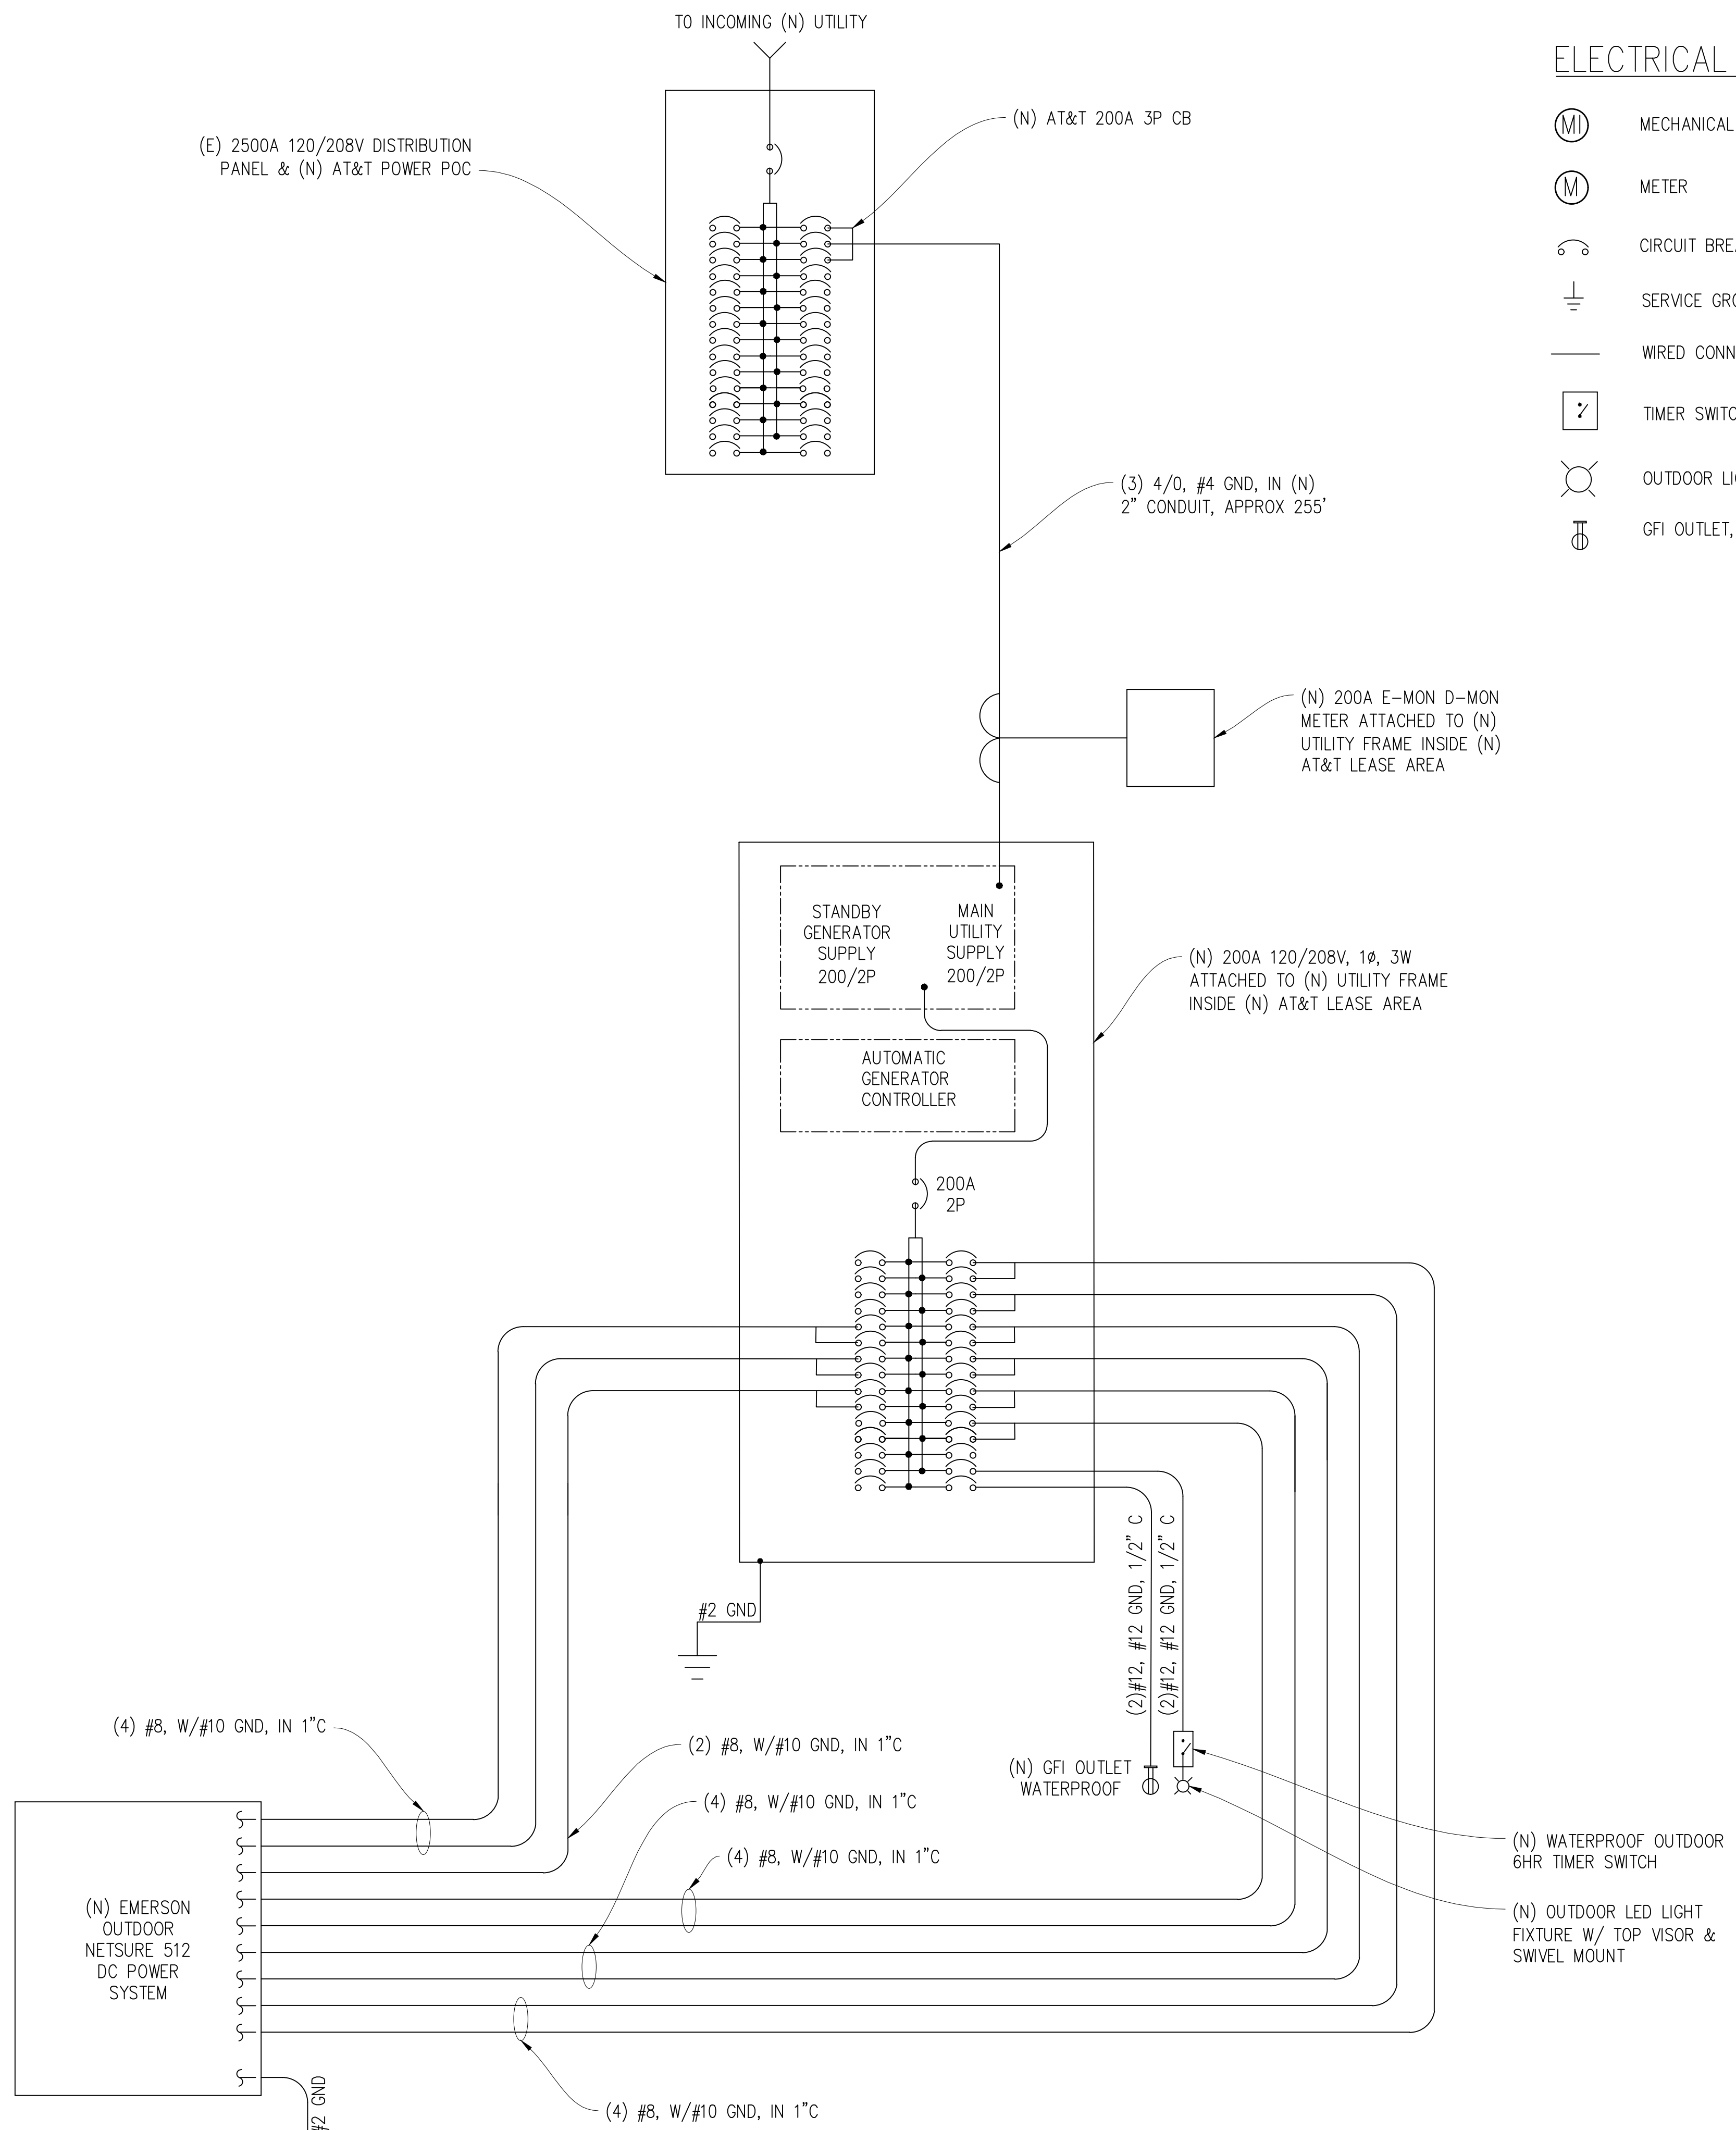 TO INCOMING (N) UTILITY
(E) 2500A 120/208V DISTRIBUTION
PANEL & (N) AT&T POWER POC
(N) AT&T 200A 3P CB
ELECTRICAL
MI
MECHANICAL
M
METER
CIRCUIT BRE
SERVICE GRO
WIRED CONN
TIMER SWITC
OUTDOOR LI
GFI OUTLET,
(3) 4/0, #4 GND, IN (N)
2" CONDUIT, APPROX 255'
(N) 200A E-MON D-MON
METER ATTACHED TO (N)
UTILITY FRAME INSIDE (N)
AT&T LEASE AREA
STANDBY
GENERATOR
SUPPLY
200/2P
MAIN
UTILITY
SUPPLY
200/2P
(N) 200A 120/208V, 1ø, 3W
ATTACHED TO (N) UTILITY FRAME
INSIDE (N) AT&T LEASE AREA
AUTOMATIC
GENERATOR
CONTROLLER
200A
2P
#2 GND
(2)#12, #12 GND, 1/2" C
(2)#12, #12 GND, 1/2" C
(4) #8, W/#10 GND, IN 1"C
(2) #8, W/#10 GND, IN 1"C
(4) #8, W/#10 GND, IN 1"C
(4) #8, W/#10 GND, IN 1"C
(N) GFI OUTLET
WATERPROOF
(N) WATERPROOF OUTDOOR
6HR TIMER SWITCH
(N) OUTDOOR LED LIGHT
FIXTURE W/ TOP VISOR &
SWIVEL MOUNT
(N) EMERSON
OUTDOOR
NETSURE 512
DC POWER
SYSTEM
#2 GND
(4) #8, W/#10 GND, IN 1"C